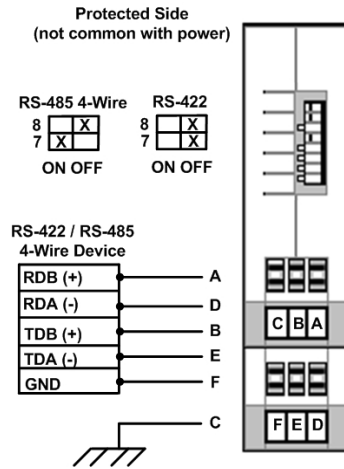 Protected Side
(not common with power)
RS-485 4-Wire
RS-422
8 X
7 X
ON OFF
8 X
7 X
ON OFF
RS-422 / RS-485
4-Wire Device
RDB (+) A
RDA (-) D
TDB (+) B
TDA (-) E
GND F
C
C B A
F E D